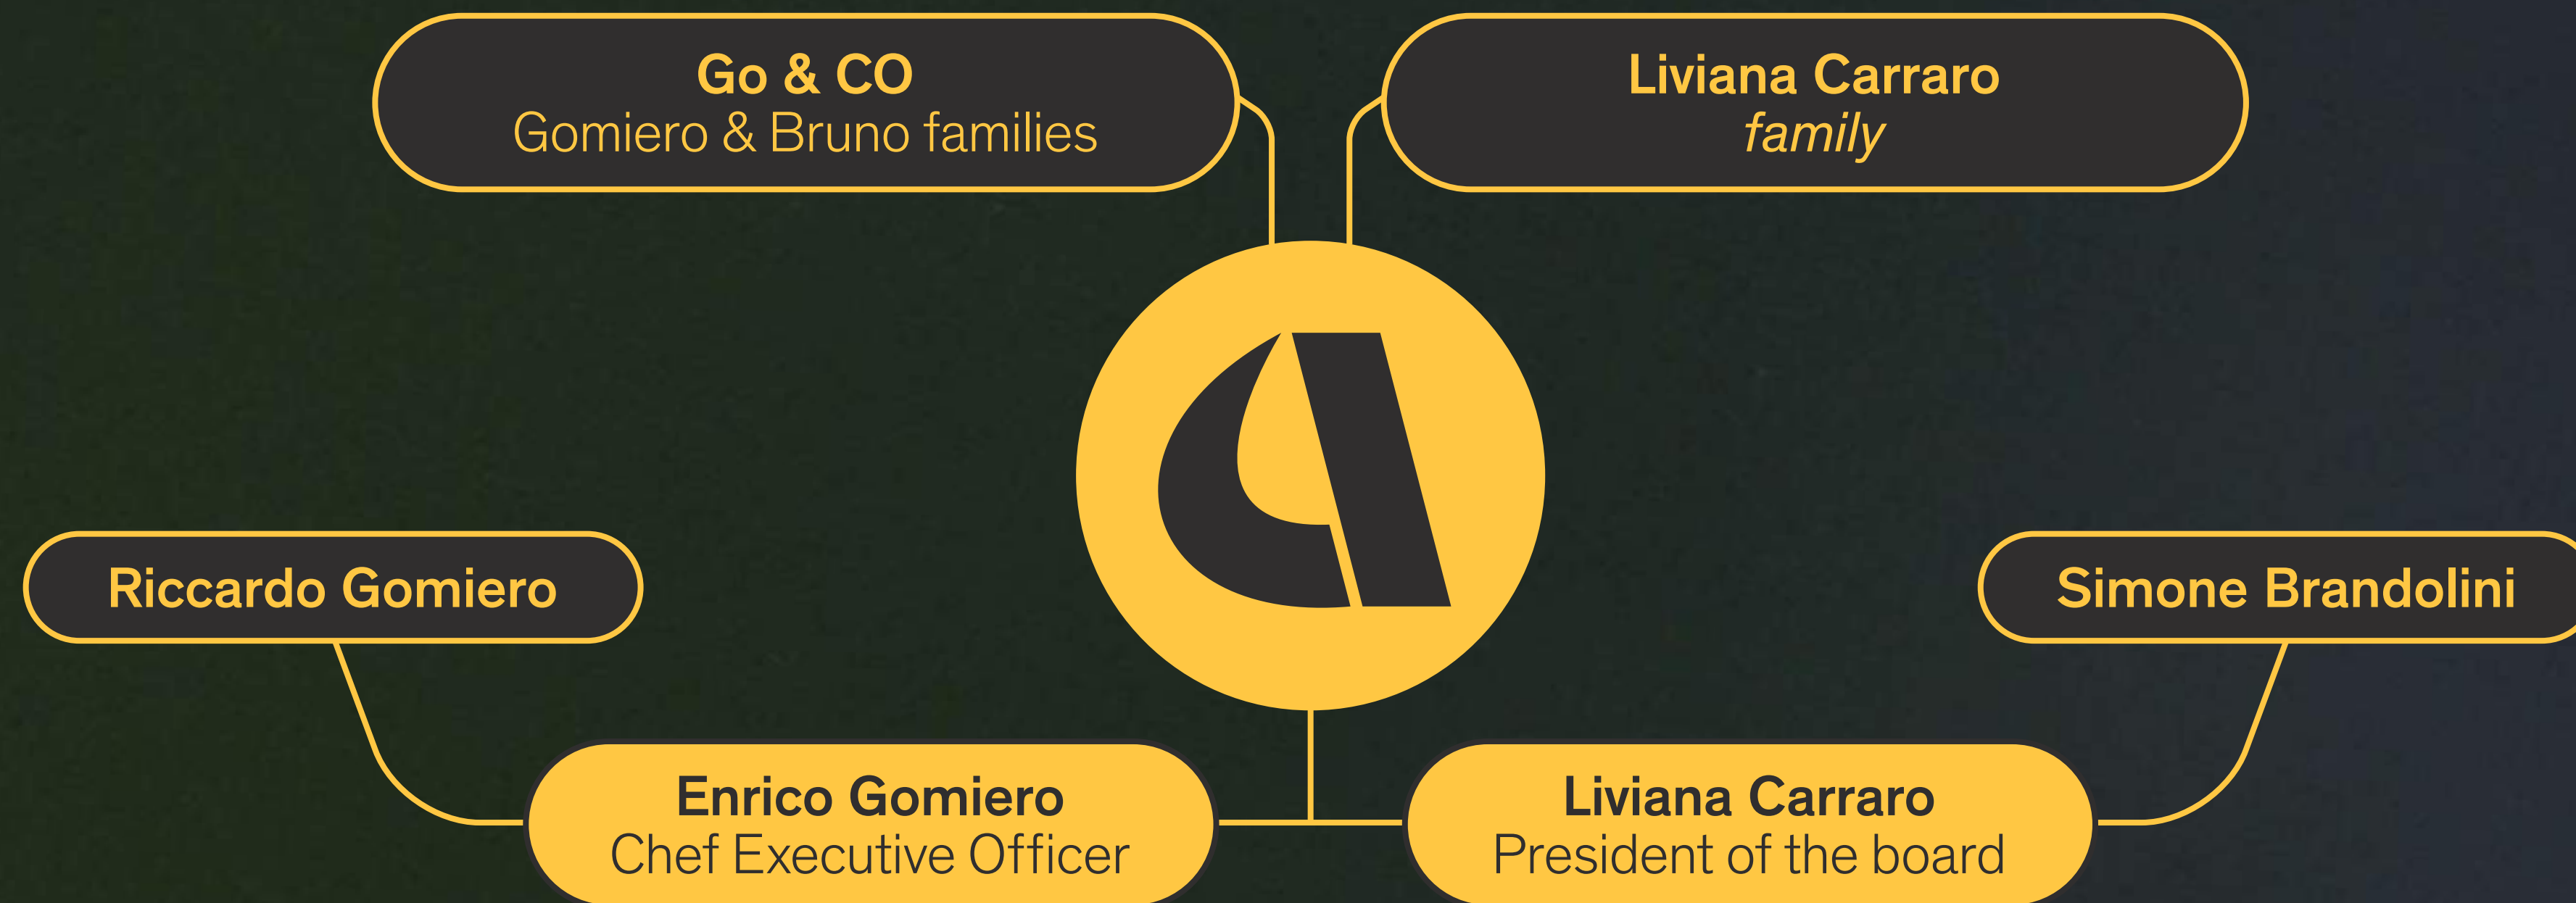 Go & CO
Gomiero & Bruno families
Liviana Carraro
family
Riccardo Gomiero
Simone Brandolini
Enrico Gomiero
Chef Executive Officer
Liviana Carraro
President of the board